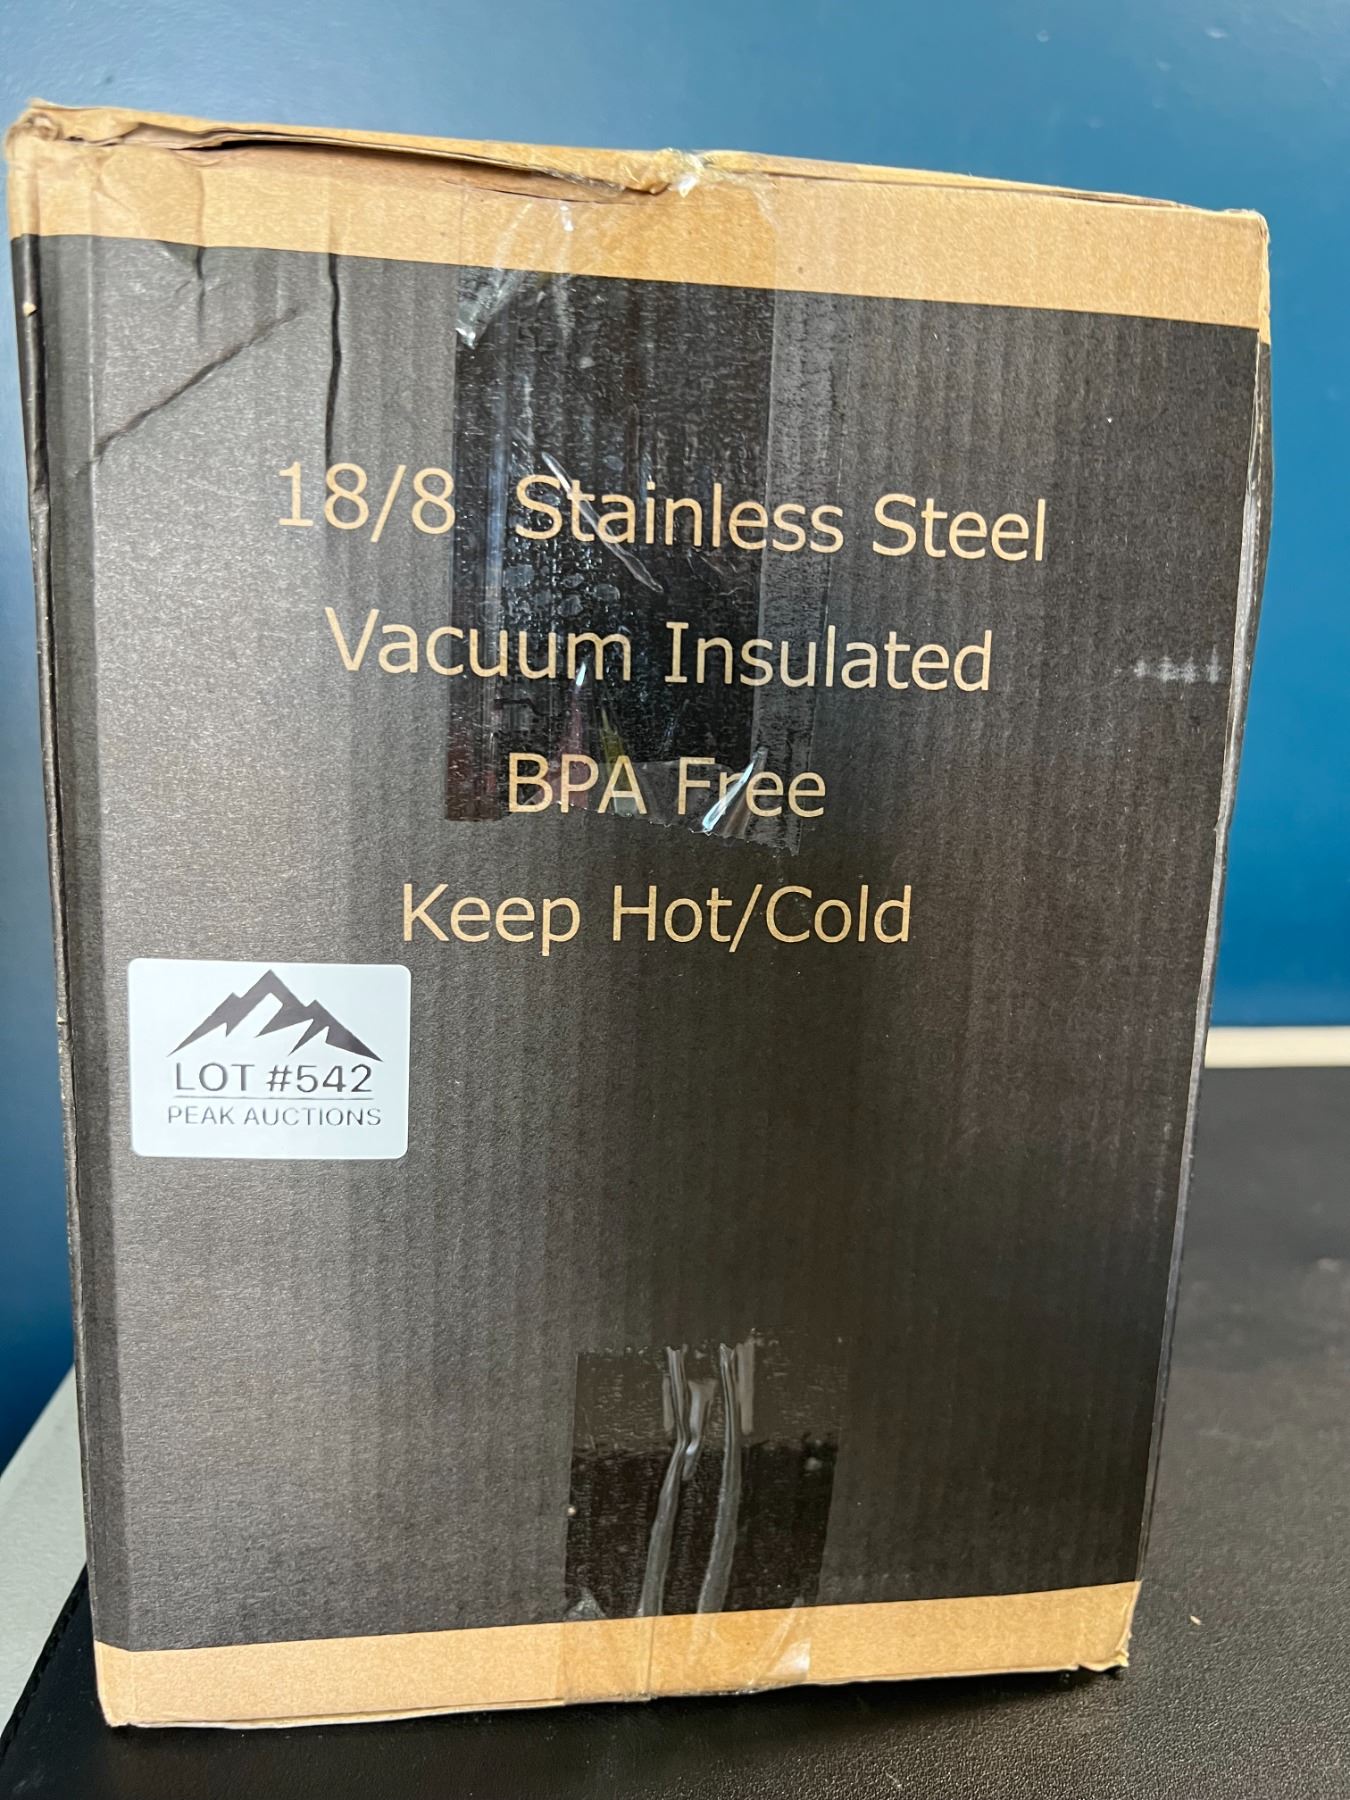 18/8 Stainless Steel
Vacuum Insulated
BPA Free
Keep Hot/Cold
LOT #542
PEAK AUCTIONS